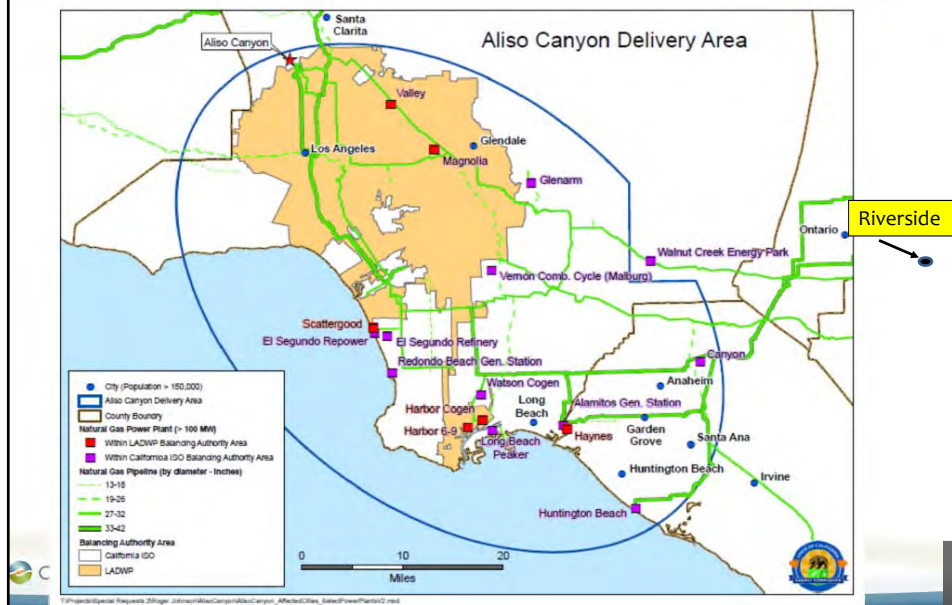 Aliso Canyon Delivery Area
Santa
Clarita
Aliso Canyon
Valley
Los Angeles
Glendale
Magnolia
Glenarm
Riverside
Ontario
Walnut Creek Energy Park
Vernon Comb. Cycle (Malburg)
Scattergood
El Segundo Repower
El Segundo Refinery
Redondo Beach Gen. Station
Canyon
Watson Cogen
Anaheim
Harbor Cogen
Long
Beach
Alamitos Gen. Station
Harbor 6-9
Long Beach
Peaker
Haynes
Garden
Grove
Santa Ana
Huntington Beach
Irvine
Huntington Beach
City (Population > 150,000)
Aliso Canyon Delivery Area
County Boundry
Natural Gas Power Plant (> 100 MW)
Within LADWP Balancing Authority Area
Within California ISO Balancing Authority Area
Natural Gas Pipeline (by diameter - Inches)
13-18
19-26
27-32
33-42
Balancing Authority Area
California ISO
LADWP
0 10 20
Miles
C